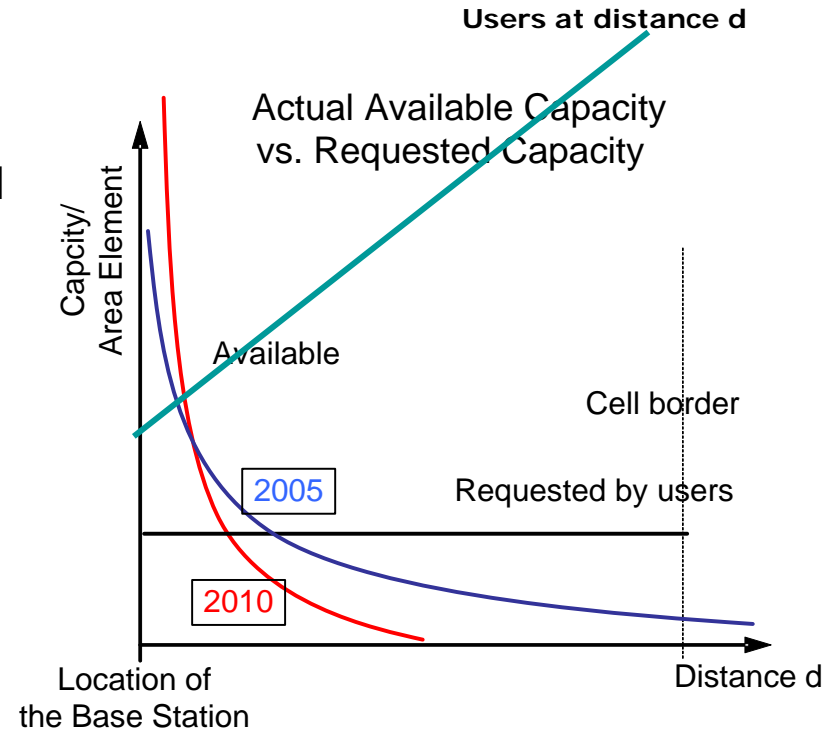 Users at distance d
Actual Available Capacity
vs. Requested Capacity
Capcity/
Area Element
Available
Cell border
2005
Requested by users
2010
Location of
the Base Station
Distance d